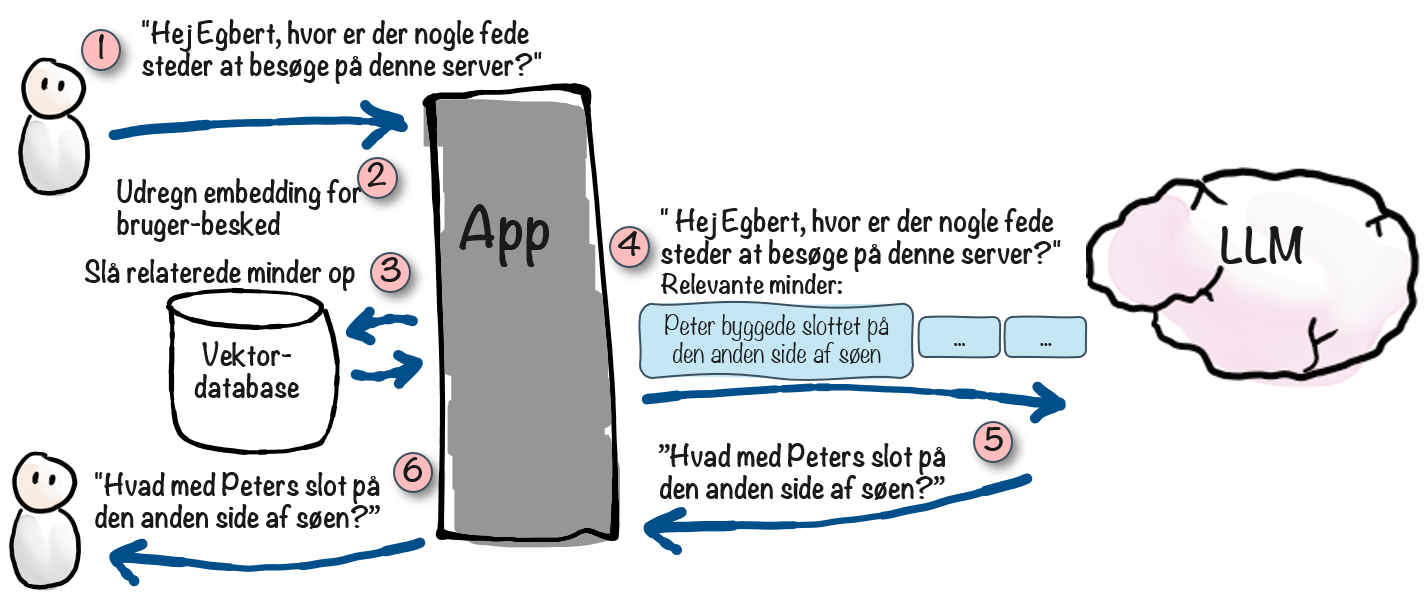 1
"Hej Egbert, hvor er der nogle fede
steder at besøge på denne server?"
2
Udregn embedding for
bruger-besked
Slå relaterede minder op
3
Vektor-
database
App
4
" Hej Egbert, hvor er der nogle fede
steder at besøge på denne server?"
Relevante minder:
Peter byggede slottet på
den anden side af søen
...
...
LLM
5
”Hvad med Peters slot på
den anden side af søen?”
6
"Hvad med Peters slot på
den anden side af søen?”